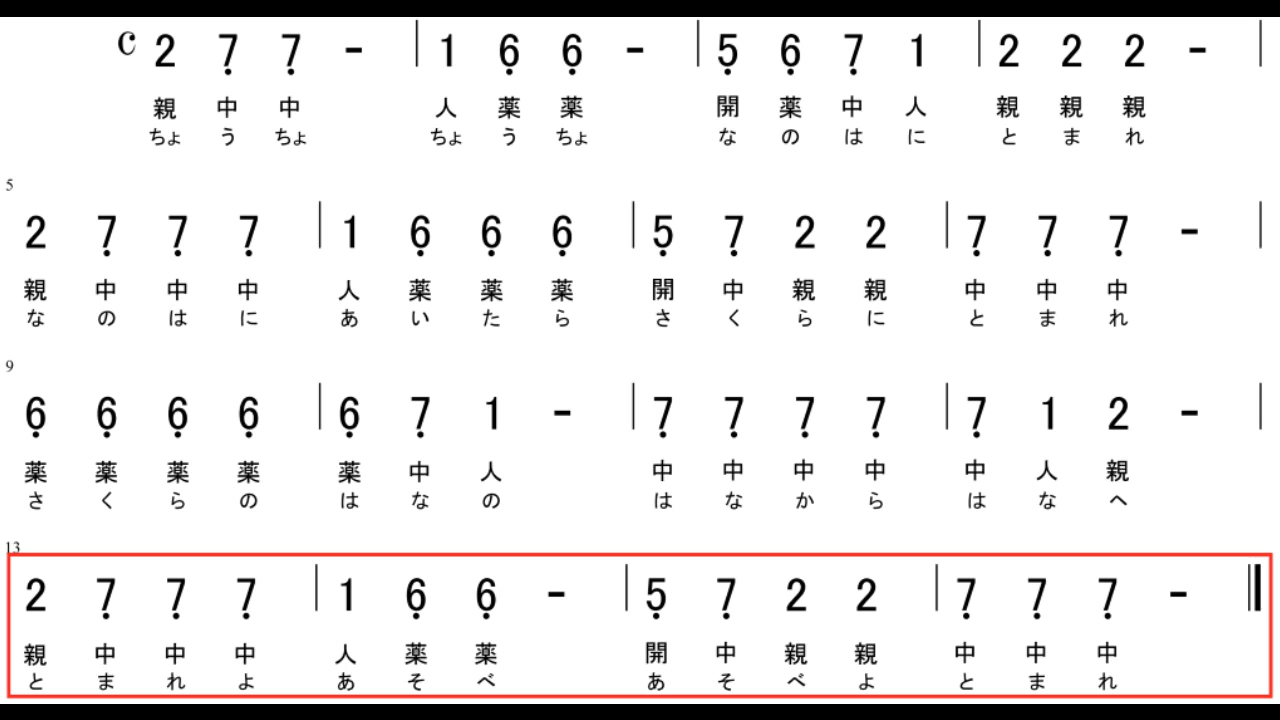 C 2 7 7 - | 1 6 6 - | 5 6 7 1 | 2 2 2 - |
親 中 中 人 薬 薬 開 薬 中 人 親 親 親
ちょ う ちょ ちょ う ちょ な の は に と ま れ
5
2 7 7 7 | 1 6 6 6 | 5 7 2 2 | 7 7 7 - |
親 中 中 中 人 薬 薬 薬 開 中 親 親 中 中 中
な の は に あ い た ら さ く ら に と ま れ
9
6 6 6 6 | 6 7 1 - | 7 7 7 7 | 7 1 2 - |
薬 薬 薬 薬 薬 中 人 中 中 中 中 中 人 親
さ く ら の は な の は な か ら は な へ
13
2 7 7 7 | 1 6 6 - | 5 7 2 2 | 7 7 7 - ‖
親 中 中 中 人 薬 薬 開 中 親 親 中 中 中
と ま れ よ あ そ べ あ そ べ よ と ま れ